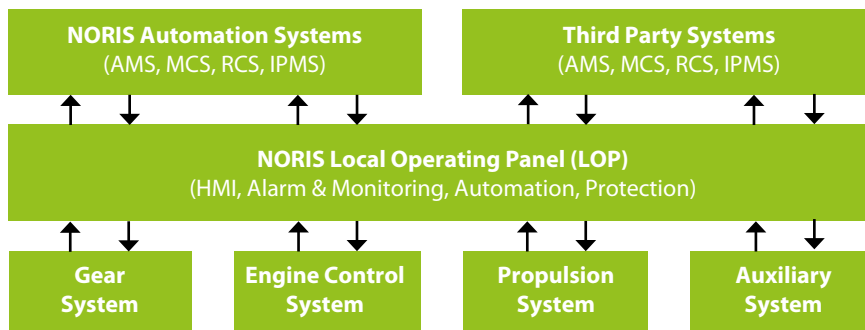 NORIS Automation Systems
(AMS, MCS, RCS, IPMS)
Third Party Systems
(AMS, MCS, RCS, IPMS)
NORIS Local Operating Panel (LOP)
(HMI, Alarm & Monitoring, Automation, Protection)
Gear
System
Engine Control
System
Propulsion
System
Auxiliary
System